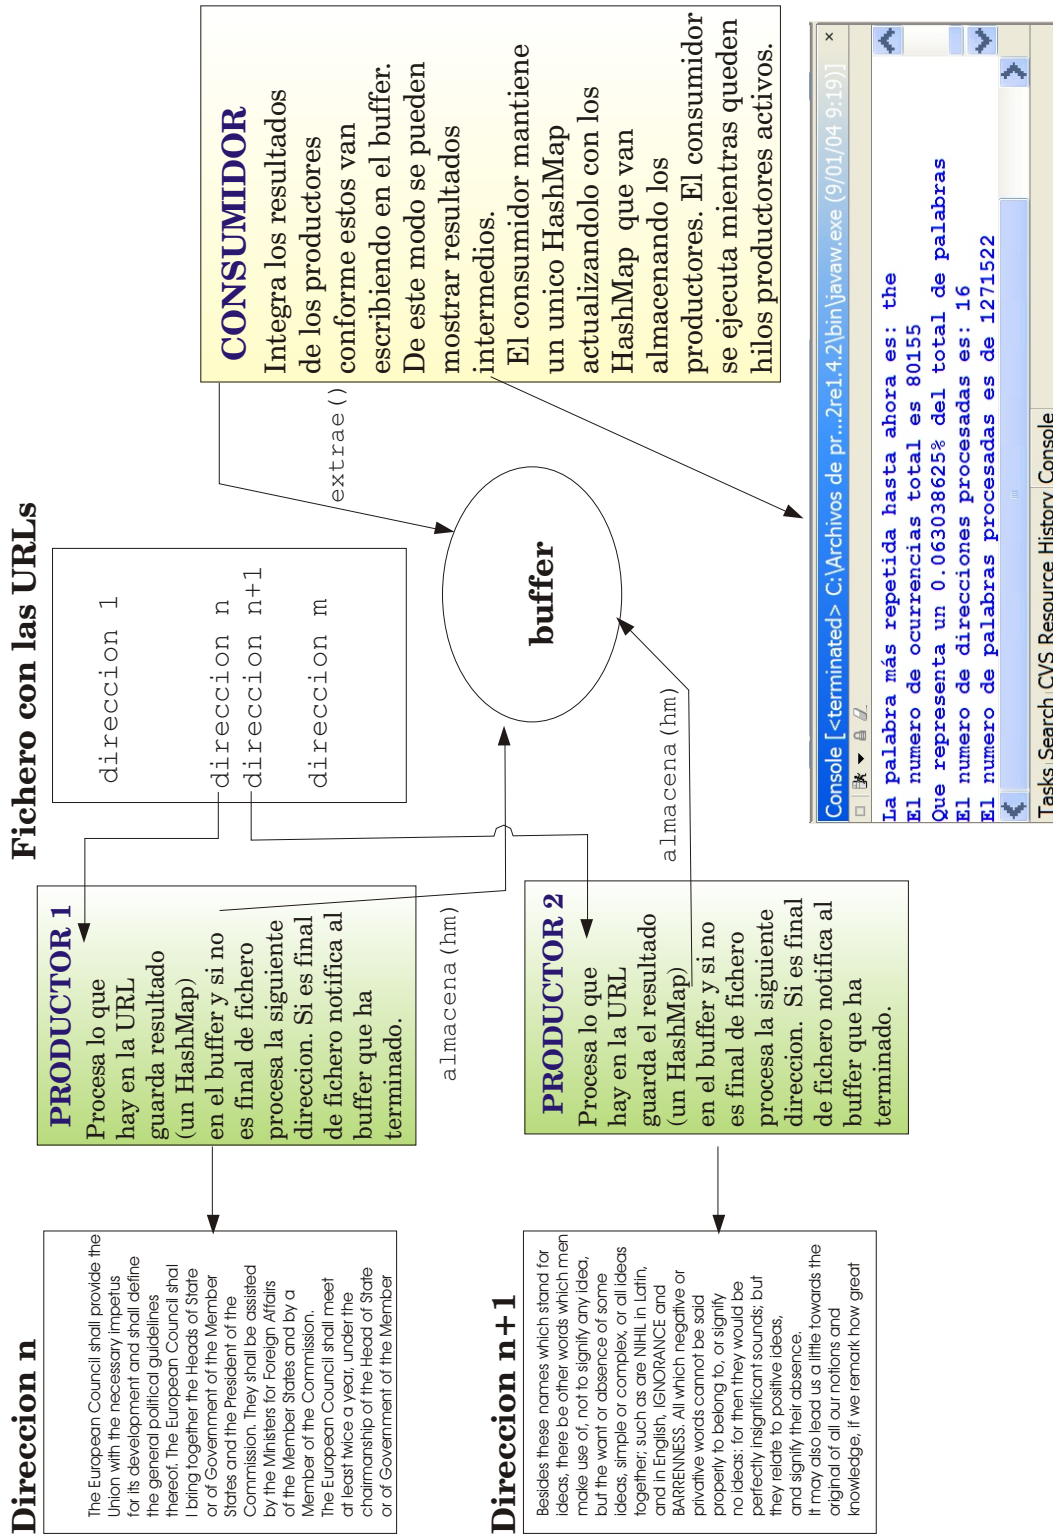 Direccion n
The European Council shall provide the
Union with the necessary impetus
for its development and shall define
the general political guidelines
thereof. The European Council shal
l bring together the Heads of State
or of Government of the Member
States and the President of the
Commission. They shall be assisted
by the Ministers for Foreign Affairs
of the Member States and by a
Member of the Commission.
The European Council shall meet
at least twice a year, under the
chairmanship of the Head of State
or of Government of the Member
Direccion n+1
Besides these names which stand for
ideas, there be other words which men
make use of, not to signify any idea,
but the want or absence of some
ideas, simple or complex, or all ideas
together; such as are NIHIL in Latin,
and in English, IGNORANCE and
BARRENNESS. All which negative or
privative words cannot be said
properly to belong to, or signify
no ideas: for then they would be
perfectly insignificant sounds; but
they relate to positive ideas,
and signify their absence.
It may also lead us a little towards the
original of all our notions and
knowledge, if we remark how great
PRODUCTOR 1
Procesa lo que
hay en la URL
guarda resultado
(un HashMap)
en el buffer y si no
es final de fichero
procesa la siguiente
direccion. Si es final
de fichero notifica al
buffer que ha
terminado.
almacena(hm)
PRODUCTOR 2
Procesa lo que
hay en la URL
guarda el resultado
(un HashMap)
en el buffer y si no
es final de fichero
procesa la siguiente
direccion. Si es final
de fichero notifica al
buffer que ha
terminado.
almacena(hm)
Fichero con las URLs
direccion 1
direccion n
direccion n+1
direccion m
buffer
extrae()
CONSUMIDOR
Integra los resultados
de los productores
conforme estos van
escribiendo en el buffer.
De este modo se pueden
mostrar resultados
intermedios.
El consumidor mantiene
un unico HashMap
actualizandolo con los
HashMap que van
almacenando los
productores. El consumidor
se ejecuta mientras queden
hilos productores activos.
Console [<terminated> C:\Archivos de pr...2re1.4.2\bin\javaw.exe (9/01/04 9:19)]
La palabra más repetida hasta ahora es: the
El numero de ocurrencias total es 80155
Que representa un 0.063038625% del total de palabras
El numero de direcciones procesadas es: 16
El numero de palabras procesadas es de 1271522
Tasks Search CVS Resource History Console